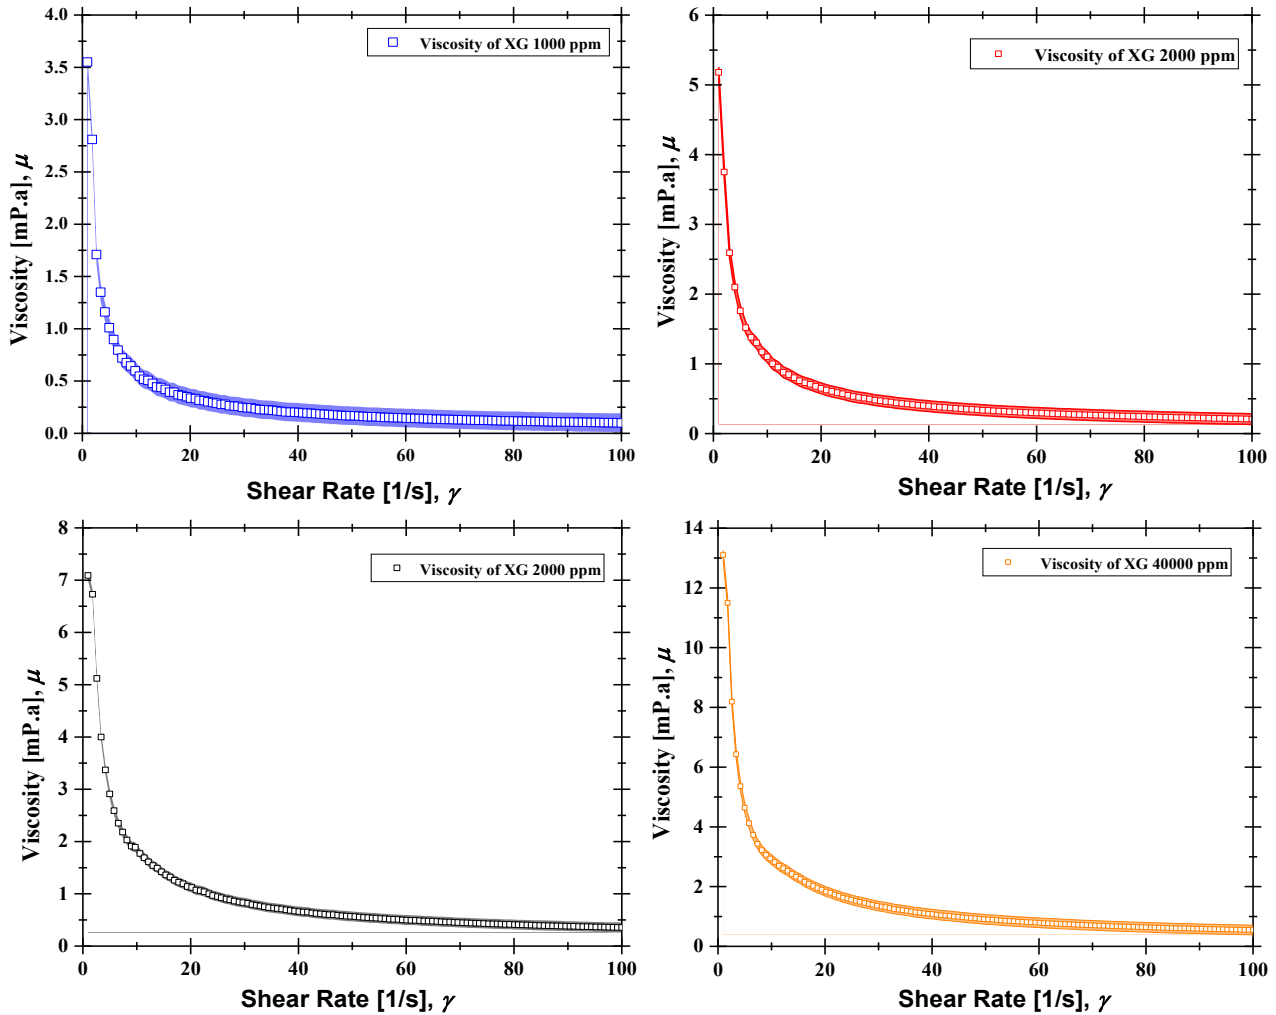 Viscosity of XG 1000 ppm
4.0
3.5
3.0
2.5
2.0
1.5
1.0
0.5
0.0
Viscosity [mP.a], μ
0 20 40 60 80 100
Shear Rate [1/s], γ
Viscosity of XG 2000 ppm
6
5
4
3
2
1
0
Viscosity [mP.a], μ
0 20 40 60 80 100
Shear Rate [1/s], γ
Viscosity of XG 2000 ppm
8
7
6
5
4
3
2
1
0
Viscosity [mP.a], μ
0 20 40 60 80 100
Shear Rate [1/s], γ
Viscosity of XG 40000 ppm
14
12
10
8
6
4
2
0
Viscosity [mP.a], μ
0 20 40 60 80 100
Shear Rate [1/s], γ